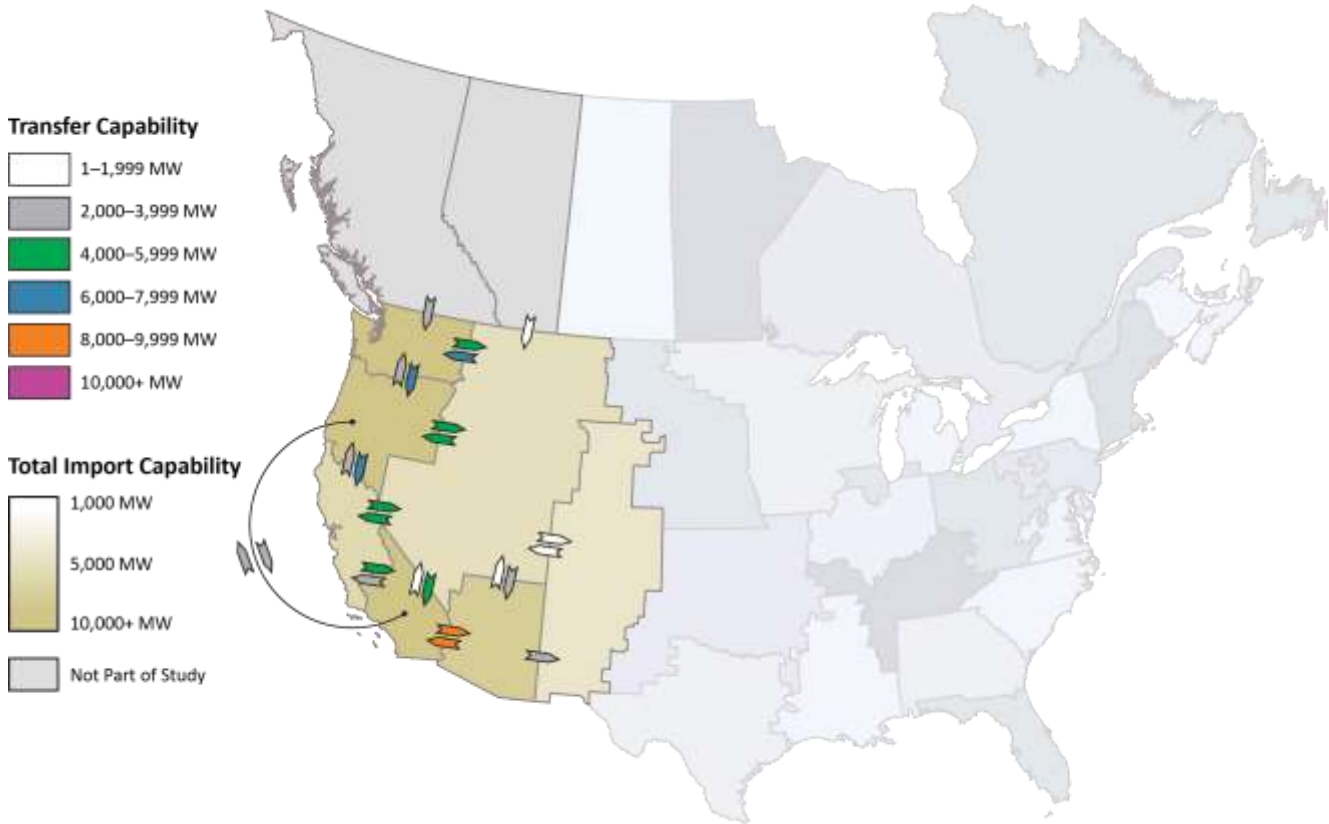 Transfer Capability
1–1,999 MW
2,000–3,999 MW
4,000–5,999 MW
6,000–7,999 MW
8,000–9,999 MW
10,000+ MW
Total Import Capability
1,000 MW
5,000 MW
10,000+ MW
Not Part of Study